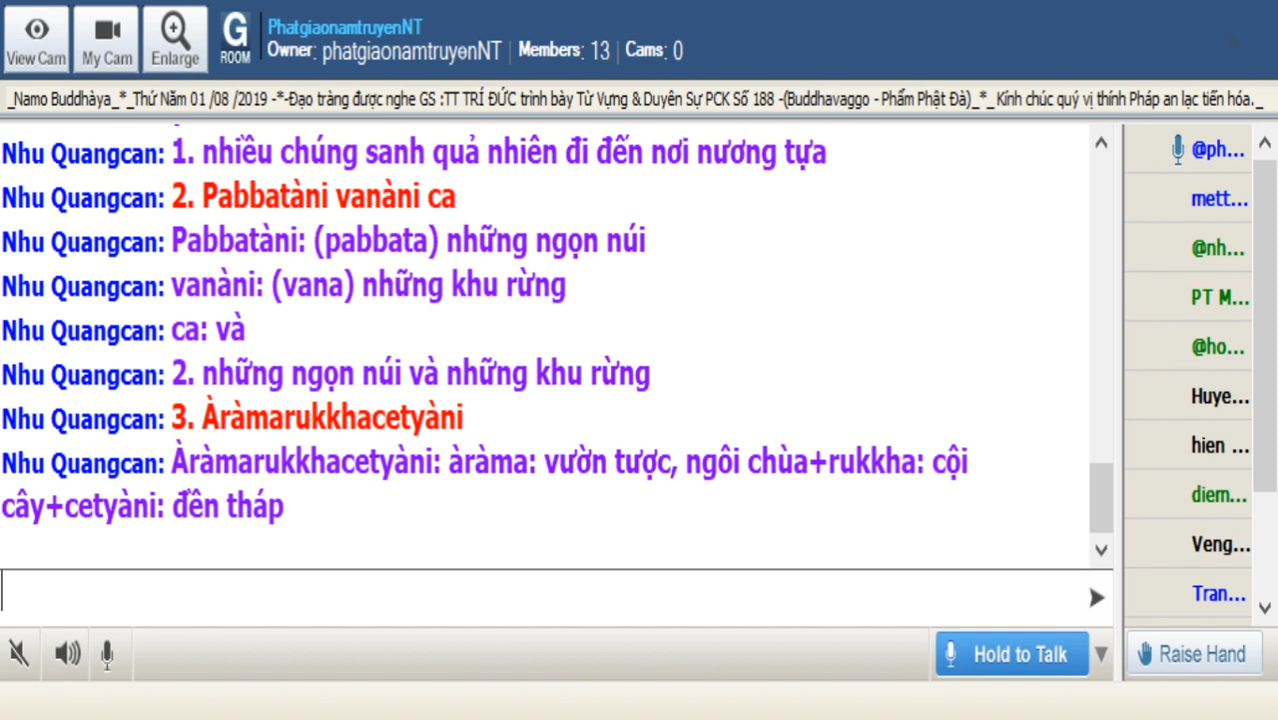 View Cam
My Cam
Enlarge
G
ROOM
PhatgiaonamtruyenNT
Owner: phatgiaonamtruyenNT | Members: 13 | Cams: 0
_Namo Buddhàya_*_Thứ Năm 01 /08 /2019 -*-Đạo tràng được nghe GS :TT TRÍ ĐỨC trình bày Từ Vựng & Duyên Sự PCK Số 188 -(Buddhavaggo - Phẩm Phật Đà)_*_ Kính chúc quý vị thính Pháp an lạc tiến hóa._
Nhu Quangcan: 1. nhiều chúng sanh quả nhiên đi đến nơi nương tựa
Nhu Quangcan: 2. Pabbatàni vanàni ca
Nhu Quangcan: Pabbatàni: (pabbata) những ngọn núi
Nhu Quangcan: vanàni: (vana) những khu rừng
Nhu Quangcan: ca: và
Nhu Quangcan: 2. những ngọn núi và những khu rừng
Nhu Quangcan: 3. Àràmarukkhacetyàni
Nhu Quangcan: Àràmarukkhacetyàni: àràma: vườn tược, ngôi chùa+rukkha: cội
cây+cetyàni: đền tháp
@ph...
mett...
@nh...
PT M...
@ho...
Huye...
hien ...
diem...
Veng...
Tran...
Hold to Talk
Raise Hand